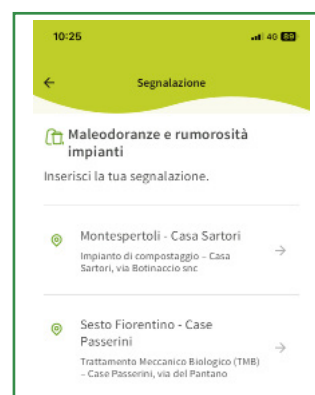 10:25
40 89
Segnalazione
Maleodoranze e rumorosità
impianti
Inserisci la tua segnalazione.
Montespertoli - Casa Sartori
Impianto di compostaggio – Casa
Sartori, via Botinaccio snc
Sesto Fiorentino - Case
Passerini
Trattamento Meccanico Biologico (TMB)
– Case Passerini, via del Pantano